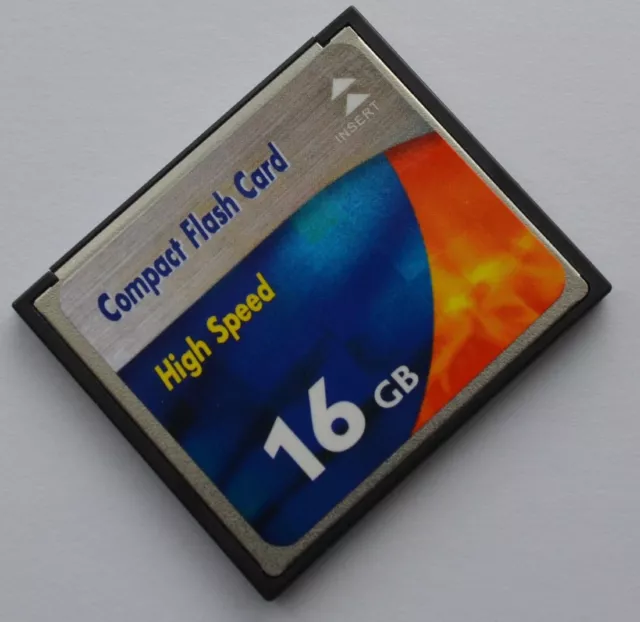 INSERT
Compact Flash Card
High Speed
16 GB